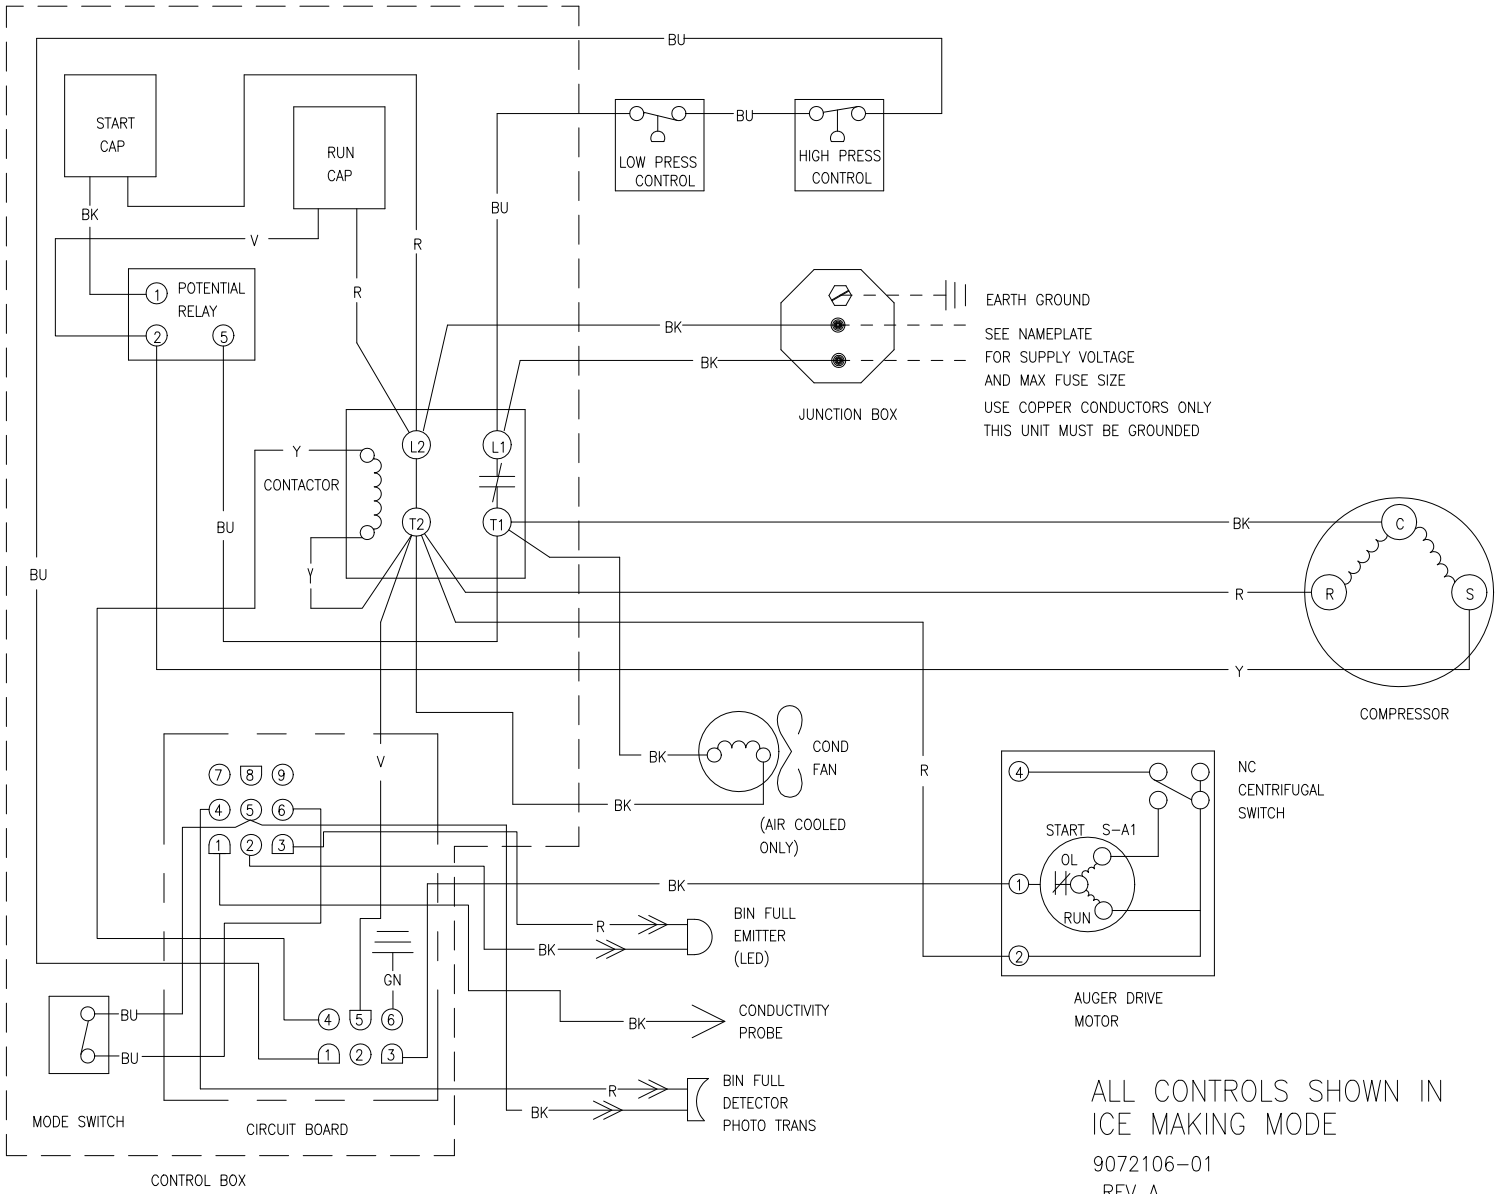 BU
START
CAP
RUN
CAP
BU
LOW PRESS
CONTROL
HIGH PRESS
CONTROL
BK
V
R
BU
R
1
POTENTIAL
RELAY
2
5
EARTH GROUND
BK
SEE NAMEPLATE
FOR SUPPLY VOLTAGE
AND MAX FUSE SIZE
USE COPPER CONDUCTORS ONLY
THIS UNIT MUST BE GROUNDED
BK
JUNCTION BOX
L2
L1
Y
CONTACTOR
T2
T1
BU
BK
C
Y
BU
R
R
S
Y
COMPRESSOR
V
BK
COND
FAN
R
BK
(AIR COOLED
ONLY)
7 8 9
4 5 6
1 2 3
4
NC
CENTRIFUGAL
SWITCH
START S-A1
OL
RUN
1
2
BK
AUGER DRIVE
MOTOR
R
BK
BIN FULL
EMITTER
(LED)
GN
BK
CONDUCTIVITY
PROBE
BU
BU
4 5 6
1 2 3
R
BK
BIN FULL
DETECTOR
PHOTO TRANS
MODE SWITCH
CIRCUIT BOARD
CONTROL BOX
ALL CONTROLS SHOWN IN
ICE MAKING MODE
9072106-01
REV A